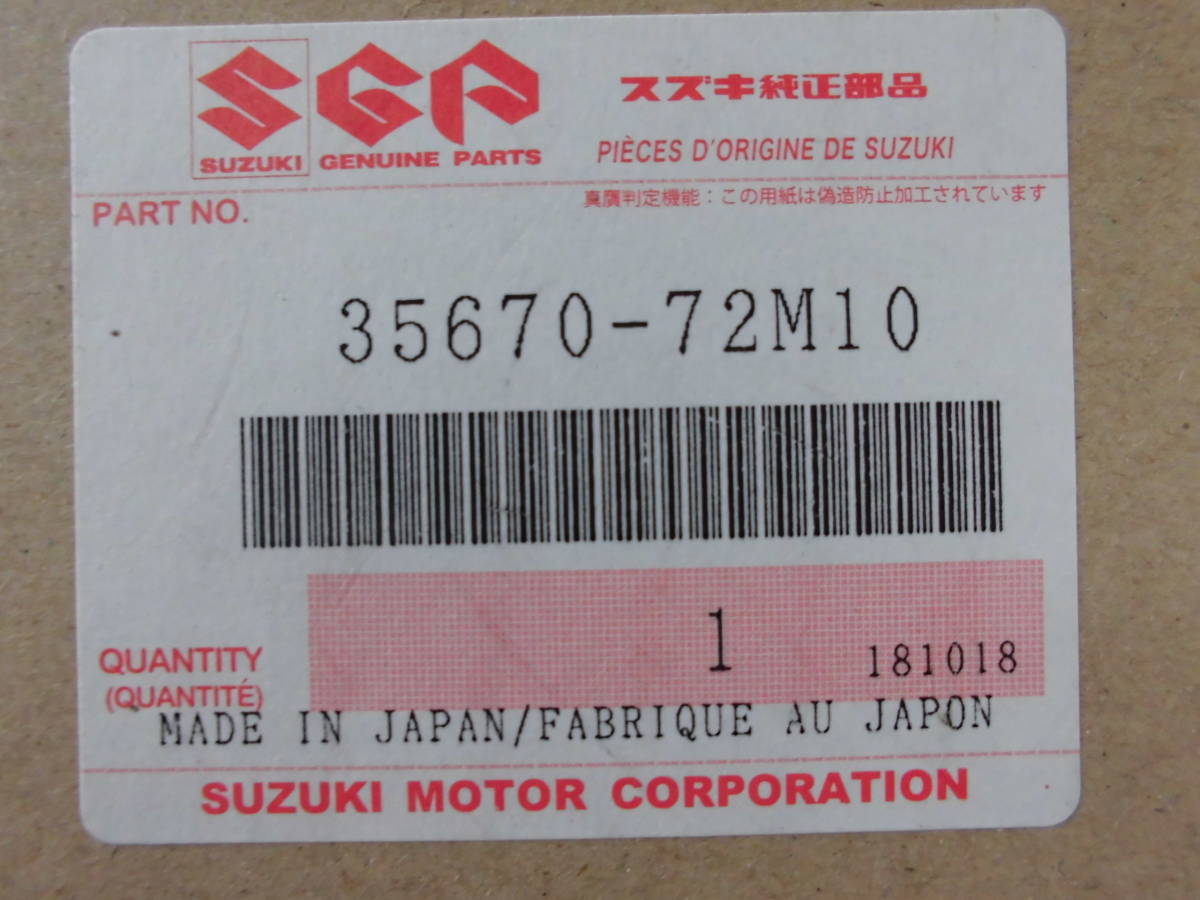 SGP スズキ純正部品
SUZUKI GENUINE PARTS PIÈCES D'ORIGINE DE SUZUKI
PART NO. 真贋判定機能：この用紙は偽造防止加工されています
35670-72M10
1 181018
QUANTITY
(QUANTITÉ)
MADE IN JAPAN/FABRIQUE AU JAPON
SUZUKI MOTOR CORPORATION